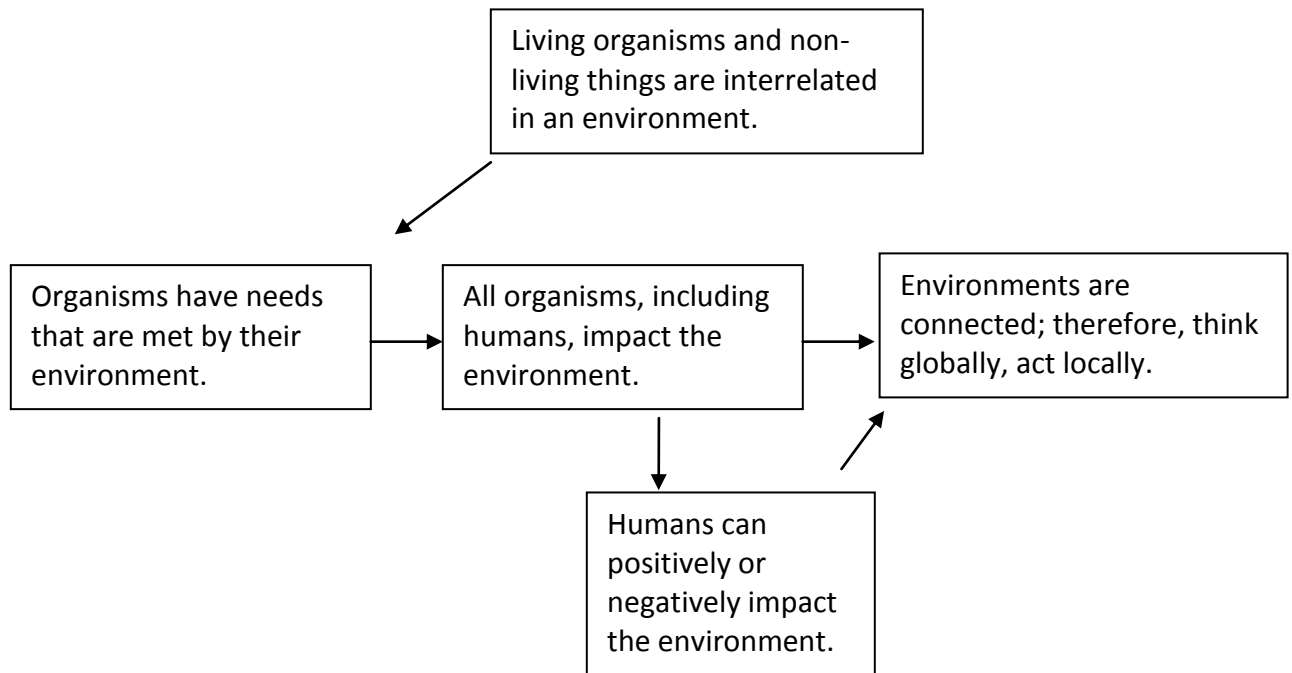 Living organisms and non-
living things are interrelated
in an environment.
Organisms have needs
that are met by their
environment.
All organisms, including
humans, impact the
environment.
Environments are
connected; therefore, think
globally, act locally.
Humans can
positively or
negatively impact
the environment.